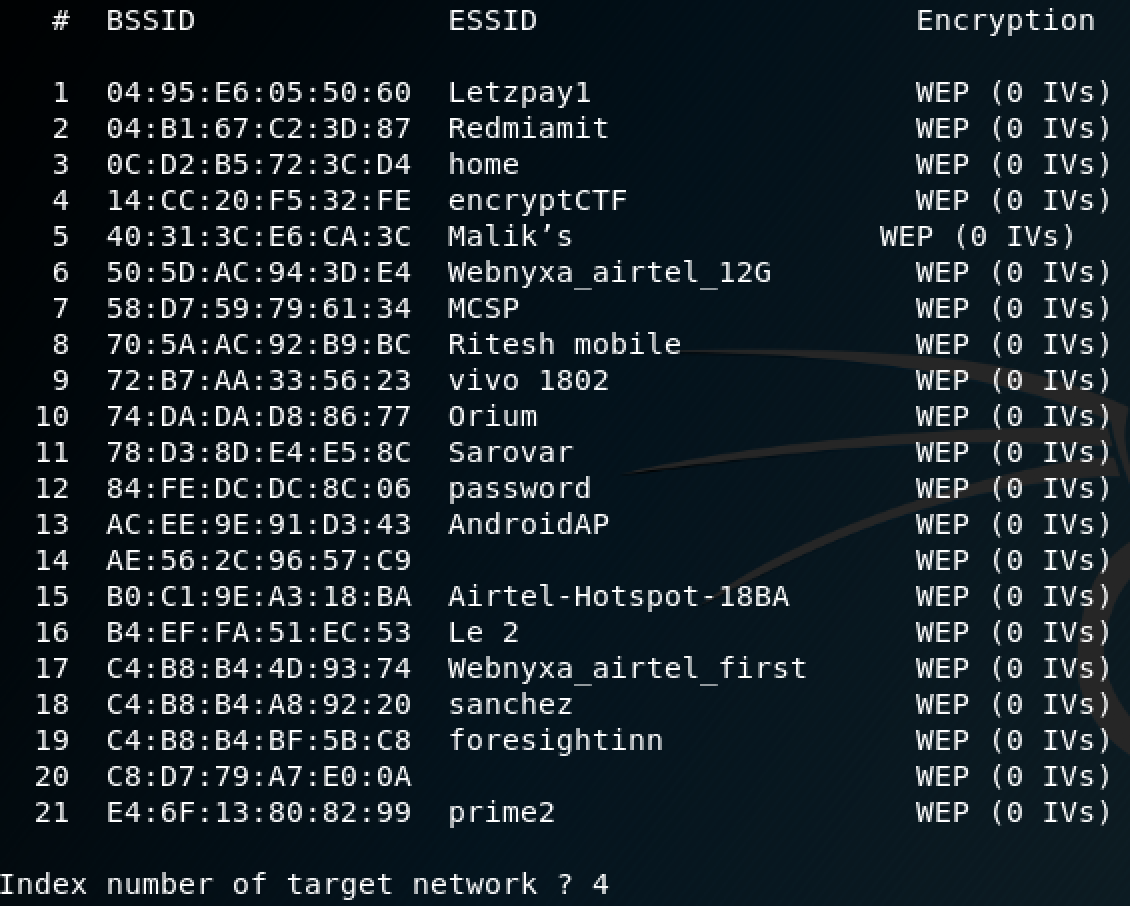 # BSSID ESSID Encryption
1 04:95:E6:05:50:60 Letzpay1 WEP (0 IVs)
2 04:B1:67:C2:3D:87 Redmiamit WEP (0 IVs)
3 0C:D2:B5:72:3C:D4 home WEP (0 IVs)
4 14:CC:20:F5:32:FE encryptCTF WEP (0 IVs)
5 40:31:3C:E6:CA:3C Malik’s WEP (0 IVs)
6 50:5D:AC:94:3D:E4 Webnyxa_airtel_12G WEP (0 IVs)
7 58:D7:59:79:61:34 MCSP WEP (0 IVs)
8 70:5A:AC:92:B9:BC Ritesh mobile WEP (0 IVs)
9 72:B7:AA:33:56:23 vivo 1802 WEP (0 IVs)
10 74:DA:DA:D8:86:77 Orium WEP (0 IVs)
11 78:D3:8D:E4:E5:8C Sarovar WEP (0 IVs)
12 84:FE:DC:DC:8C:06 password WEP (0 IVs)
13 AC:EE:9E:91:D3:43 AndroidAP WEP (0 IVs)
14 AE:56:2C:96:57:C9 WEP (0 IVs)
15 B0:C1:9E:A3:18:BA Airtel-Hotspot-18BA WEP (0 IVs)
16 B4:EF:FA:51:EC:53 Le 2 WEP (0 IVs)
17 C4:B8:B4:4D:93:74 Webnyxa_airtel_first WEP (0 IVs)
18 C4:B8:B4:A8:92:20 sanchez WEP (0 IVs)
19 C4:B8:B4:BF:5B:C8 foresightinn WEP (0 IVs)
20 C8:D7:79:A7:E0:0A WEP (0 IVs)
21 E4:6F:13:80:82:99 prime2 WEP (0 IVs)
Index number of target network ? 4